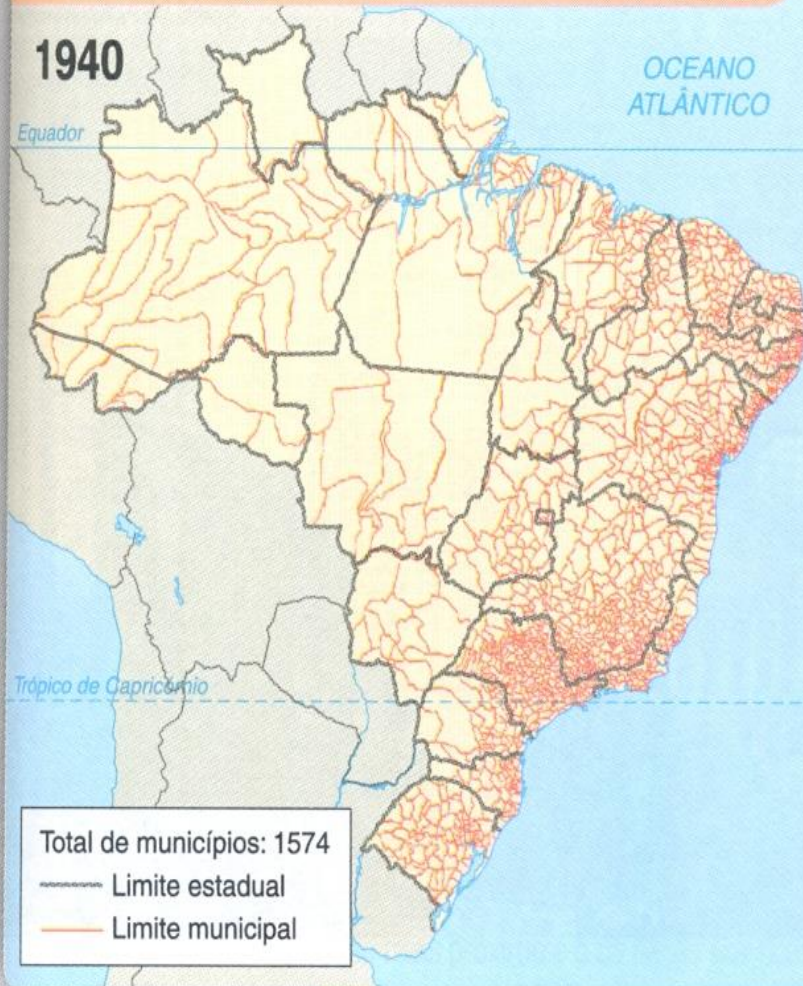 1940
OCEANO
ATLÂNTICO
Equador
Trópico de Capricórnio
Total de municípios: 1574
Limite estadual
Limite municipal